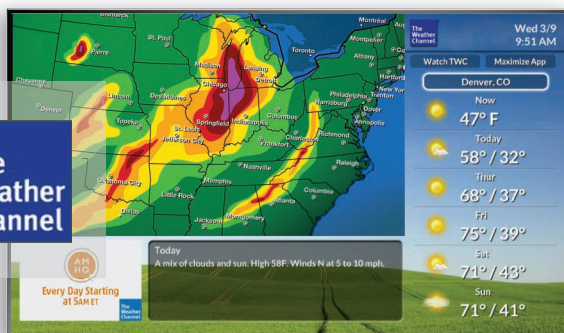 Bismarck
Pierre
St. Paul
Montréal
Montpelier
Toronto
Albany
Madison
Lansing
Detroit
Chicago
Cheyenne
Denver
Lincoln
Des Moines
Topeka
Springfield
Indianapolis
Columbus
St. Louis
Jefferson City
Harrisburg
Philadelphia
New York
Trenton
Dover
Annapolis
Hartford
Charleston
Frankfort
Richmond
Raleigh
Nashville
Oklahoma City
Memphis
Little Rock
Columbia
Atlanta
Dallas
Jackson
Montgomery
The
Weather
Channel
Wed 3/9
9:51 AM
Watch TWC
Maximize App
Denver, CO
Now
47° F
Today
58° / 32°
Thur
68° / 37°
Fri
75° / 39°
Sat
71° / 43°
Sun
71° / 41°
e
eather
annel
AM
HQ
Every Day Starting
at 5AM ET
The
Weather
Channel
Today
A mix of clouds and sun. High 58F. Winds N at 5 to 10 mph.